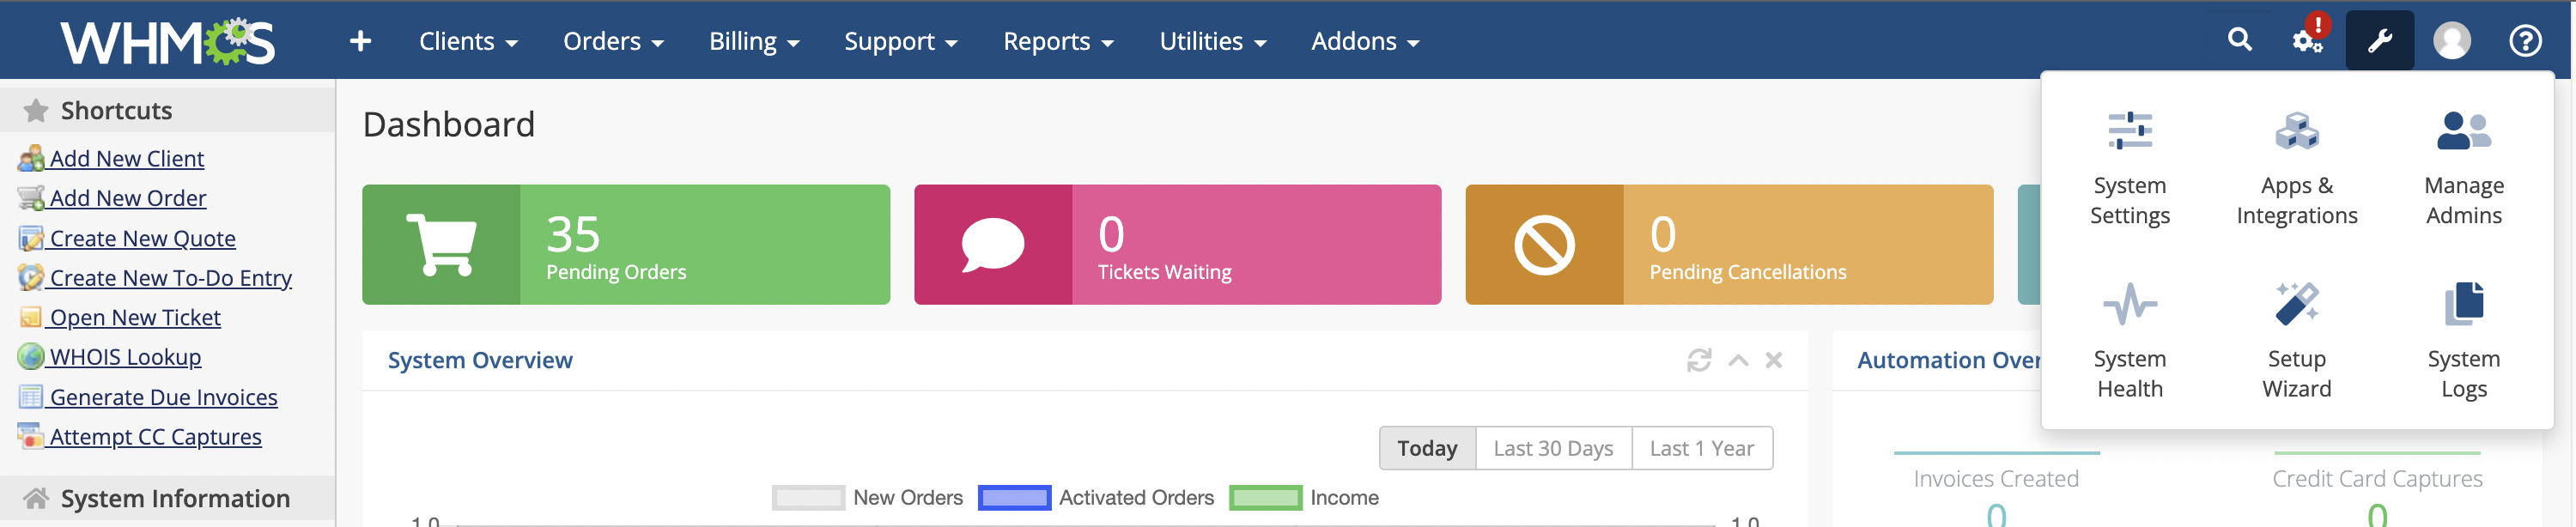 WHMCS
Clients
Orders
Billing
Support
Reports
Utilities
Addons
!
?
Shortcuts
Add New Client
Add New Order
Create New Quote
Create New To-Do Entry
Open New Ticket
WHOIS Lookup
Generate Due Invoices
Attempt CC Captures
System Information
Dashboard
35
Pending Orders
0
Tickets Waiting
0
Pending Cancellations
System Overview
Today
Last 30 Days
Last 1 Year
New Orders
Activated Orders
Income
1.0
1.0
Automation Over
Invoices Created
0
Credit Card Captures
0
System
Settings
Apps &
Integrations
Manage
Admins
System
Health
Setup
Wizard
System
Logs